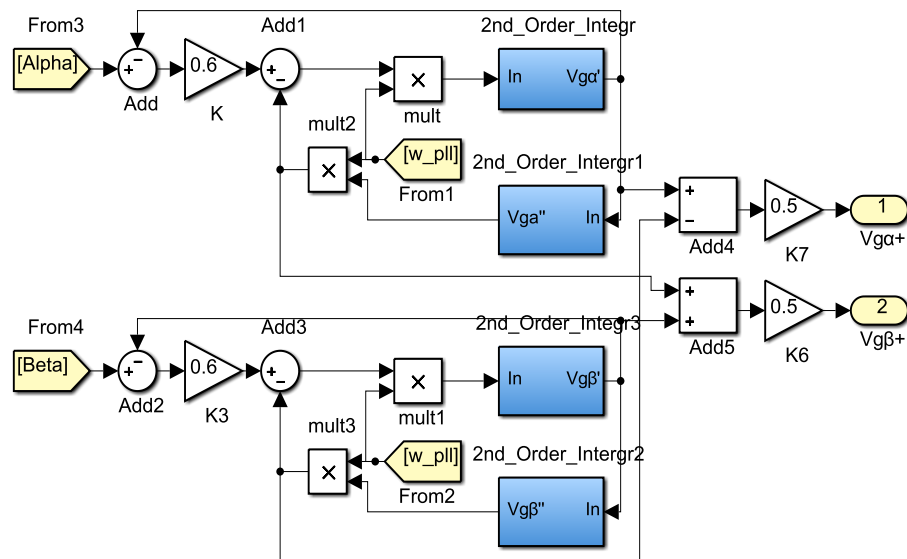 Add1
2nd_Order_Integr
From3
[Alpha]
+
−
Add
0.6
K
+
−
×
mult
In
Vgα'
mult2
×
[w_pll]
From1
2nd_Order_Intergr1
Vga"
In
+
−
Add4
0.5
K7
1
Vgα+
From4
Add3
2nd_Order_Integr3
+
+
Add5
0.5
K6
2
Vgβ+
[Beta]
+
−
Add2
0.6
K3
+
−
×
mult1
In
Vgβ'
mult3
×
[w_pll]
From2
2nd_Order_Intergr2
Vgβ"
In